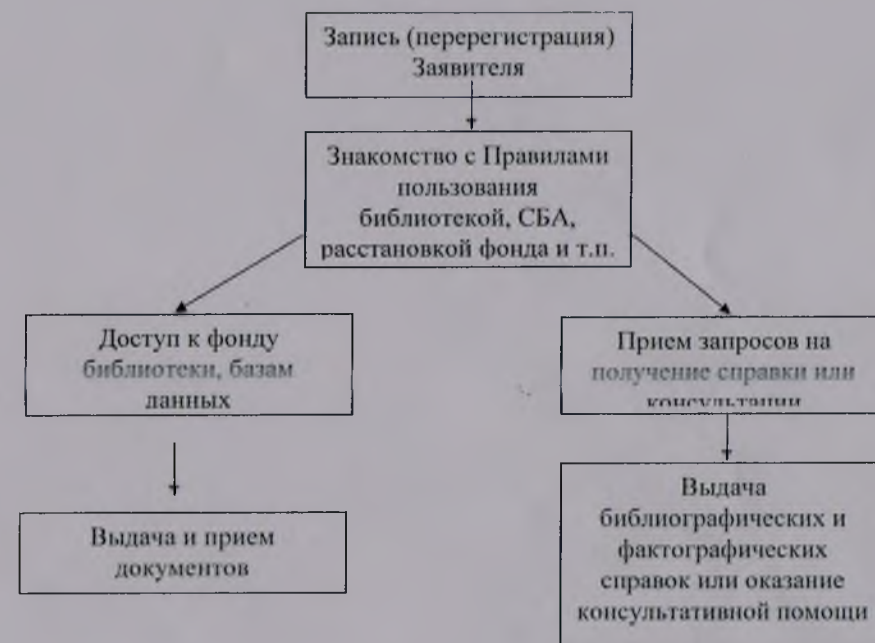 Запись (перерегистрация)
Заявителя
Знакомство с Правилами
пользования
библиотекой, СБА,
расстановкой фонда и т.п.
Доступ к фонду
библиотеки, базам
данных
Прием запросов на
получение справки или
консультации
Выдача и прием
документов
Выдача
библиографических и
фактографических
справок или оказание
консультативной помощи